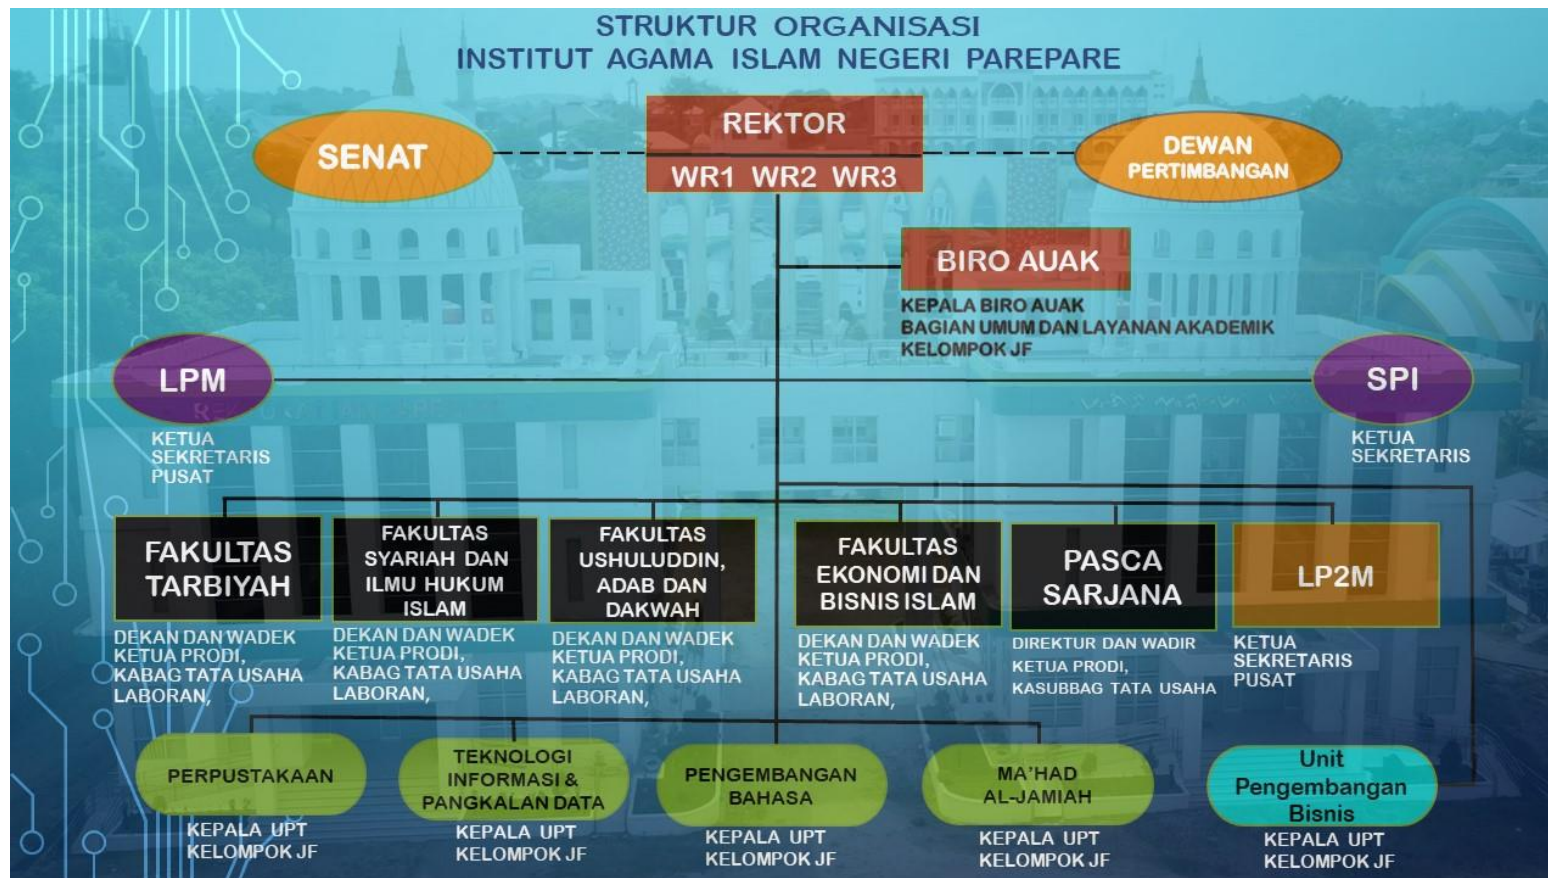 STRUKTUR ORGANISASI
INSTITUT AGAMA ISLAM NEGERI PAREPARE
REKTOR
WR1 WR2 WR3
SENAT
DEWAN
PERTIMBANGAN
BIRO AUAK
KEPALA BIRO AUAK
BAGIAN UMUM DAN LAYANAN AKADEMIK
KELOMPOK JF
LPM
KETUA
SEKRETARIS
PUSAT
SPI
KETUA
SEKRETARIS
FAKULTAS
TARBIYAH
DEKAN DAN WADEK
KETUA PRODI,
KABAG TATA USAHA
LABORAN,
FAKULTAS
SYARIAH DAN
ILMU HUKUM
ISLAM
DEKAN DAN WADEK
KETUA PRODI,
KABAG TATA USAHA
LABORAN,
FAKULTAS
USHULUDDIN,
ADAB DAN
DAKWAH
DEKAN DAN WADEK
KETUA PRODI,
KABAG TATA USAHA
LABORAN,
FAKULTAS
EKONOMI DAN
BISNIS ISLAM
DEKAN DAN WADEK
KETUA PRODI,
KABAG TATA USAHA
LABORAN,
PASCA
SARJANA
DIREKTUR DAN WADIR
KETUA PRODI,
KASUBBAG TATA USAHA
LP2M
KETUA
SEKRETARIS
PUSAT
PERPUSTAKAAN
KEPALA UPT
KELOMPOK JF
TEKNOLOGI
INFORMASI &
PANGKALAN DATA
KEPALA UPT
KELOMPOK JF
PENGEMBANGAN
BAHASA
KEPALA UPT
KELOMPOK JF
MA'HAD
AL-JAMIAH
KEPALA UPT
KELOMPOK JF
Unit
Pengembangan
Bisnis
KEPALA UPT
KELOMPOK JF